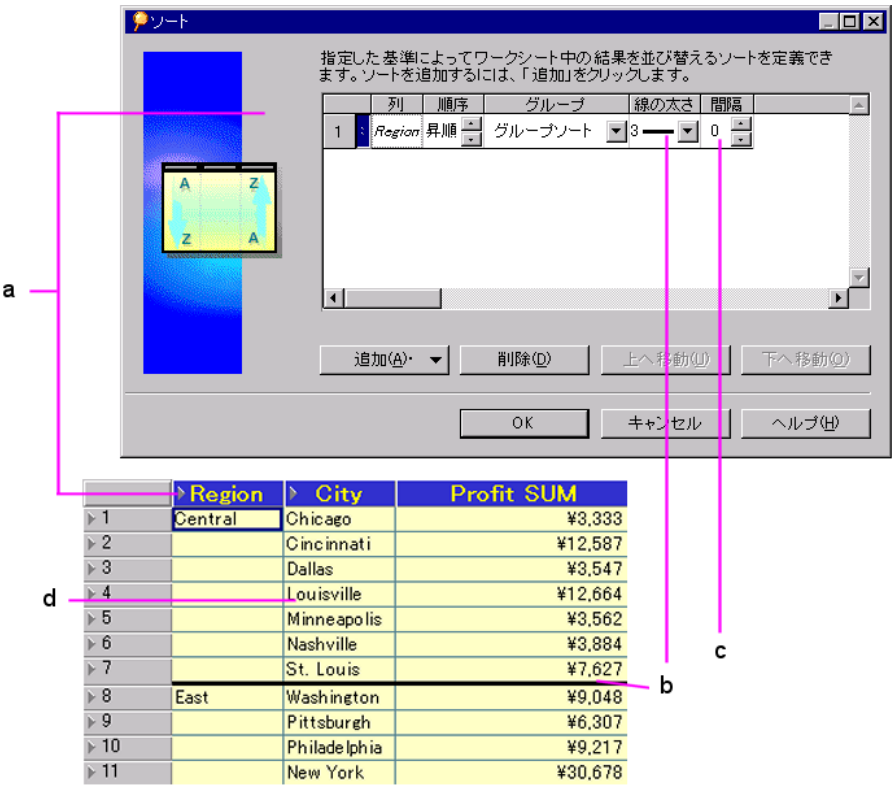 ソート
指定した基準によってワークシート中の結果を並び替えるソートを定義でき
ます。ソートを追加するには、「追加」をクリックします。
列 順序 グループ 線の太さ 間隔
1 Region 昇順 グループソート 3 0
A Z
Z A
a
追加(A)· 削除(D) 上へ移動(U) 下へ移動(O)
OK キャンセル ヘルプ(H)
Region City Profit SUM
1 Central Chicago ¥3,333
2 Cincinnati ¥12,587
3 Dallas ¥3,547
4 Louisville ¥12,664
d
5 Minneapolis ¥3,562
6 Nashville ¥3,884
c
7 St. Louis ¥7,627
b
8 East Washington ¥9,048
9 Pittsburgh ¥6,307
10 Philadelphia ¥9,217
11 New York ¥30,678